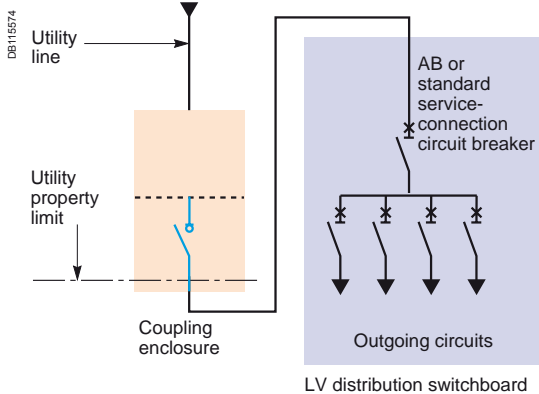 DB115574
Utility
line
Utility
property
limit
Coupling
enclosure
AB or
standard
service-
connection
circuit breaker
Outgoing circuits
LV distribution switchboard